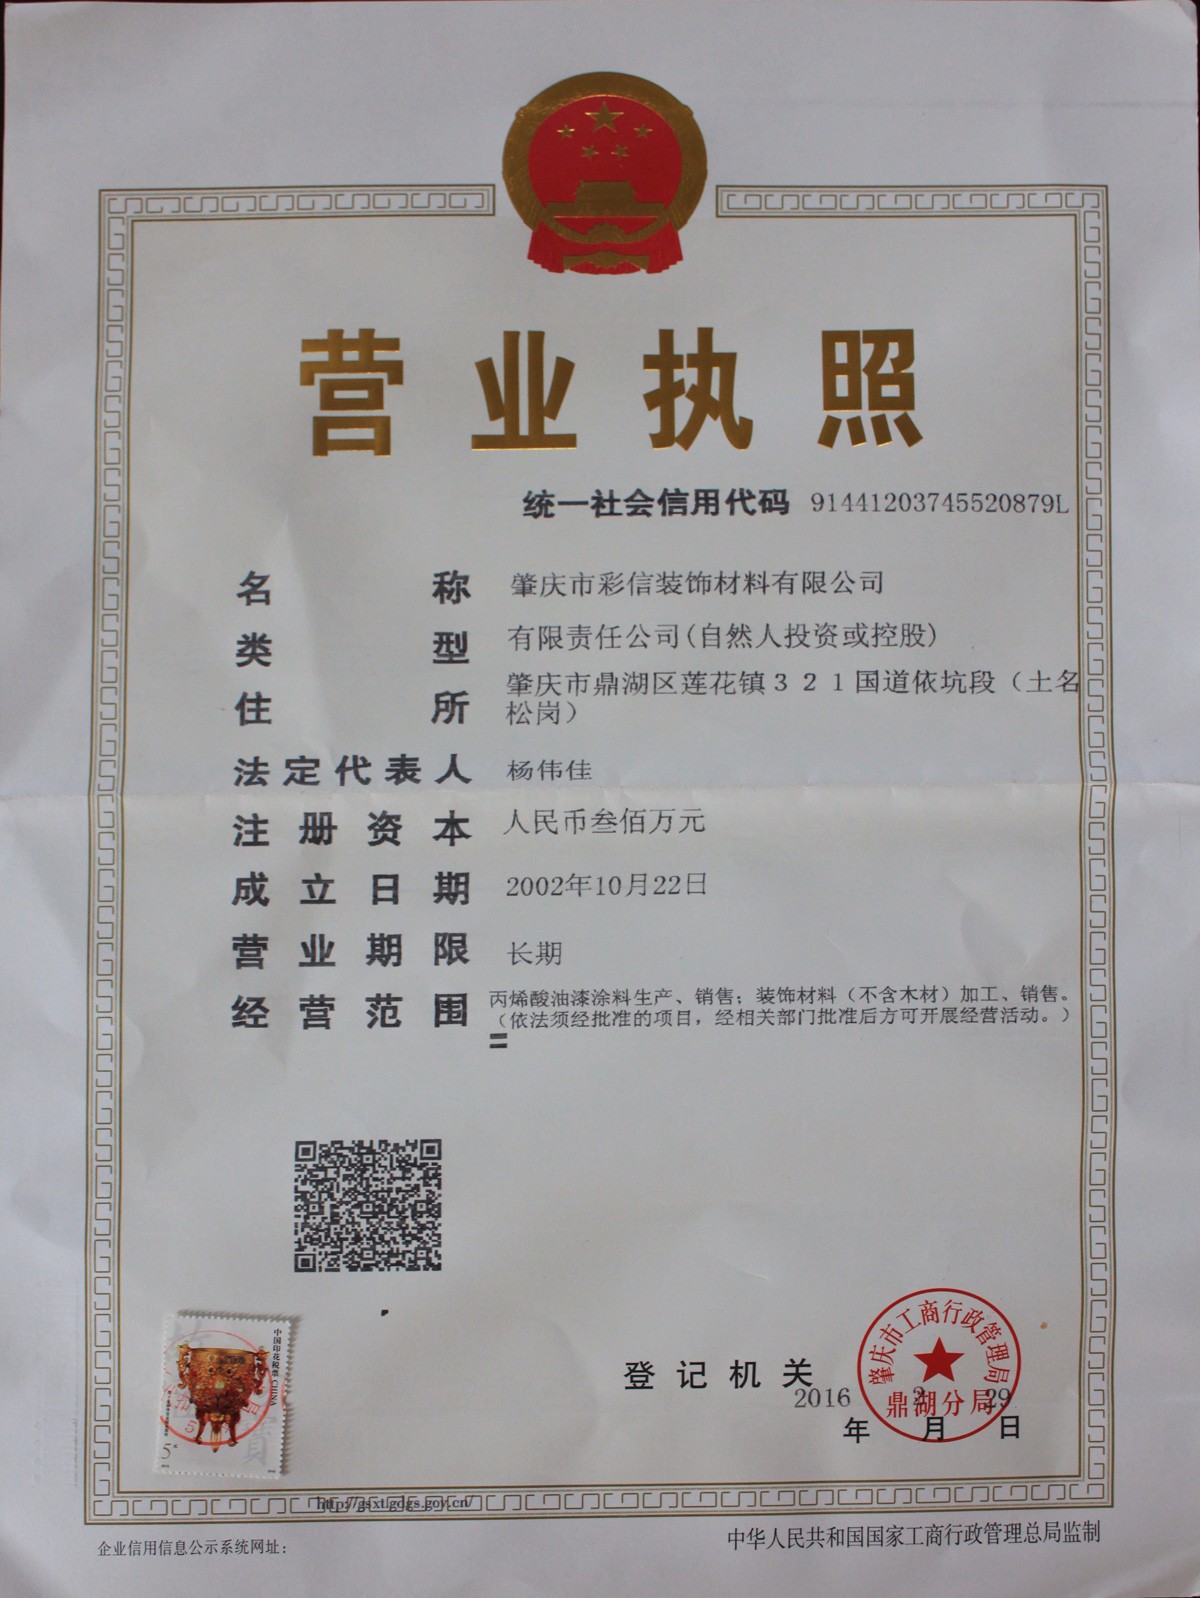 营业执照
统一社会信用代码 91441203745520879L
名称 肇庆市彩信装饰材料有限公司
类型 有限责任公司(自然人投资或控股)
住所 肇庆市鼎湖区莲花镇３２１国道依坑段（土名
松岗）
法定代表人 杨伟佳
注册资本 人民币叁佰万元
成立日期 2002年10月22日
营业期限 长期
经营范围 丙烯酸油漆涂料生产、销售；装饰材料（不含木材）加工、销售。
（依法须经批准的项目，经相关部门批准后方可开展经营活动。）
〓
中国印花税票 CHINA
5元
登记机关
肇庆市工商行政管理局
鼎湖分局
2016 2 29
年 月 日
http://gsxt.gdgs.gov.cn/
企业信用信息公示系统网址：
中华人民共和国国家工商行政管理总局监制